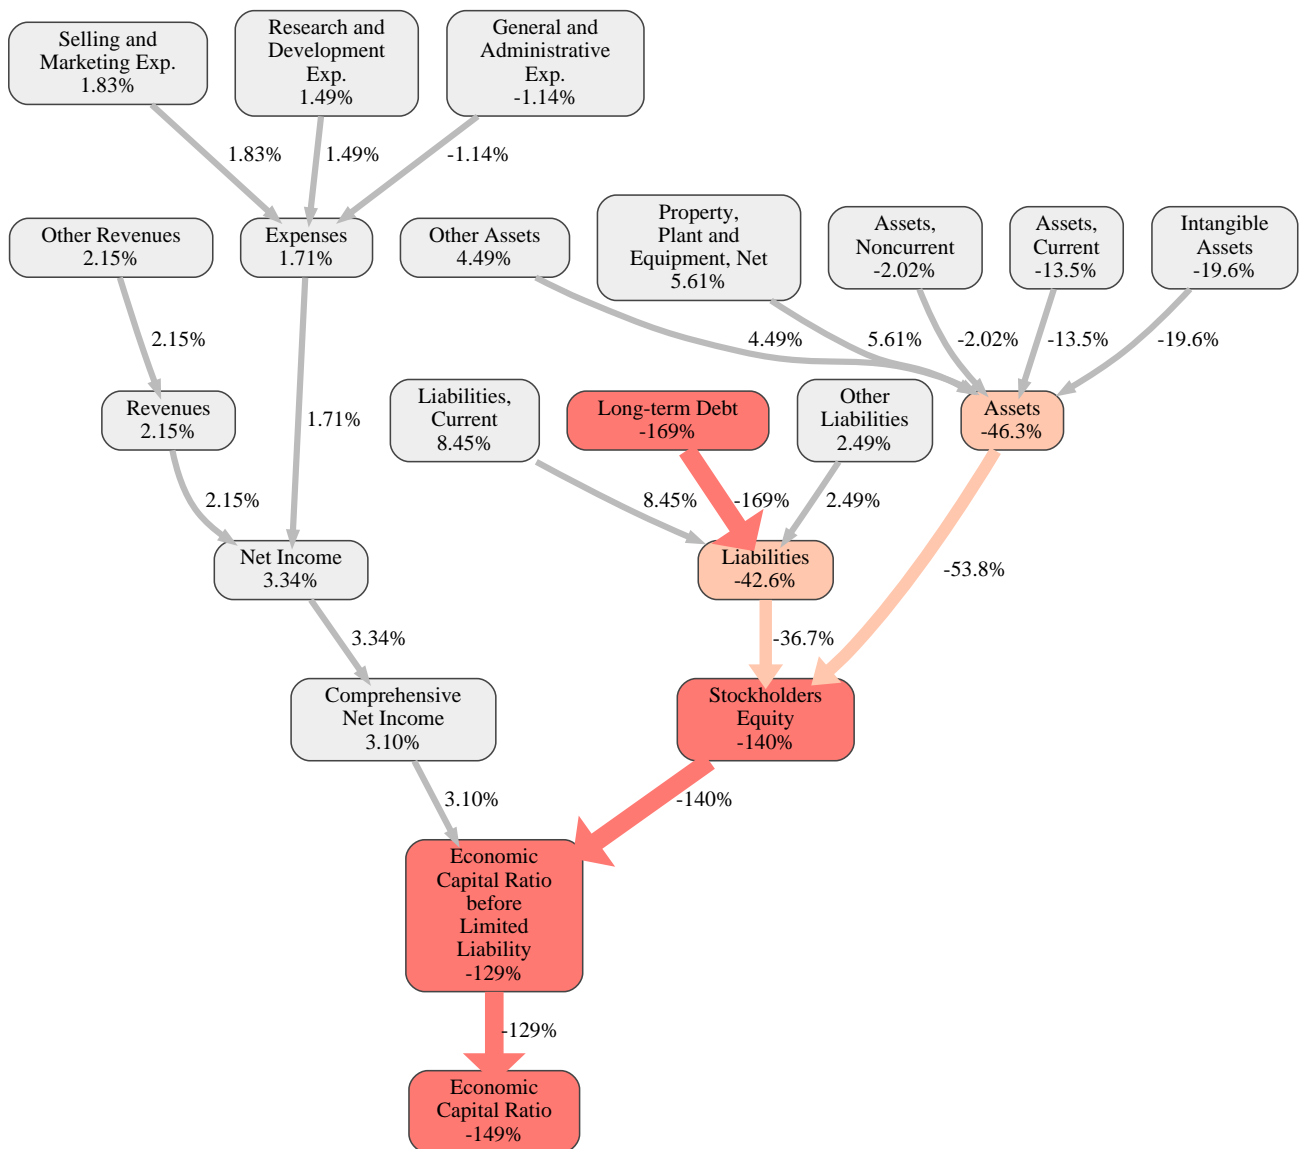 Selling and
Marketing Exp.
1.83%
Research and
Development
Exp.
1.49%
General and
Administrative
Exp.
-1.14%
1.83%
1.49%
-1.14%
Other Revenues
2.15%
Expenses
1.71%
Other Assets
4.49%
Property,
Plant and
Equipment, Net
5.61%
Assets,
Noncurrent
-2.02%
Assets,
Current
-13.5%
Intangible
Assets
-19.6%
2.15%
4.49%
5.61%
-2.02%
-13.5%
-19.6%
Revenues
2.15%
1.71%
Liabilities,
Current
8.45%
Long-term Debt
-169%
Other
Liabilities
2.49%
Assets
-46.3%
2.15%
8.45%
-169%
2.49%
Net Income
3.34%
Liabilities
-42.6%
-53.8%
3.34%
-36.7%
Comprehensive
Net Income
3.10%
Stockholders
Equity
-140%
3.10%
-140%
Economic
Capital Ratio
before
Limited
Liability
-129%
-129%
Economic
Capital Ratio
-149%